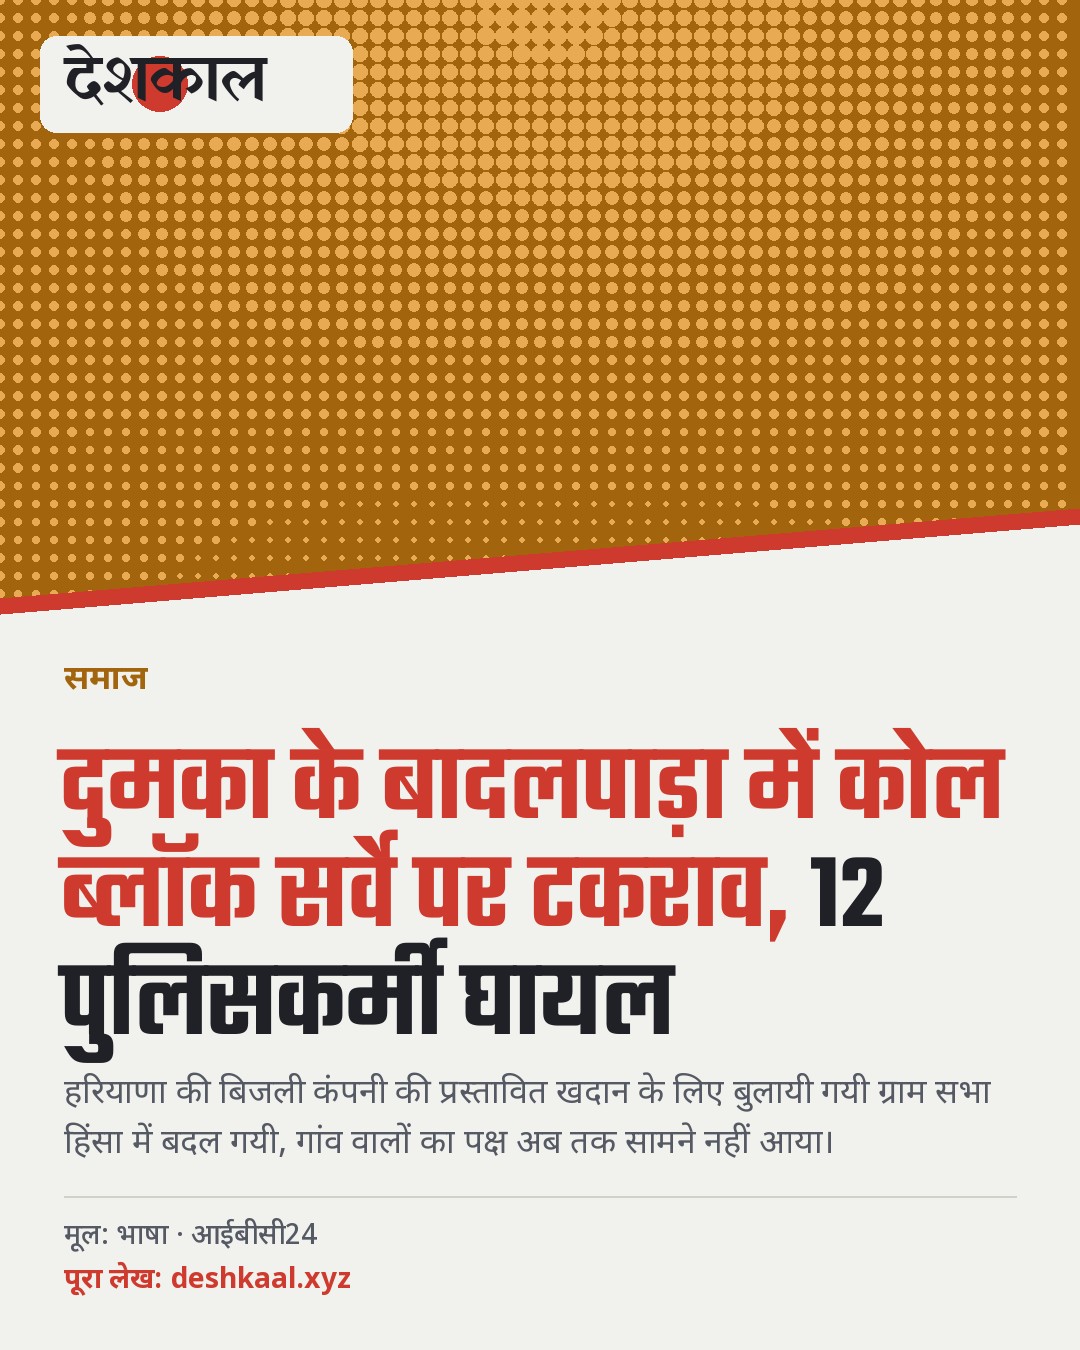 देशकाल
समाज
दुमका के बादलपाड़ा में कोल
ब्लॉक सर्वे पर टकराव, 12
पुलिसकर्मी घायल
हरियाणा की बिजली कंपनी की प्रस्तावित खदान के लिए बुलायी गयी ग्राम सभा
हिंसा में बदल गयी, गांव वालों का पक्ष अब तक सामने नहीं आया।
मूल: भाषा · आईबीसी24
पूरा लेख: deshkaal.xyz